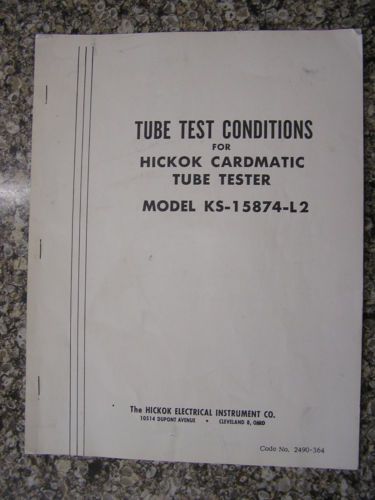 TUBE TEST CONDITIONS
FOR
HICKOK CARDMATIC
TUBE TESTER
MODEL KS-15874-L2
The HICKOK ELECTRICAL INSTRUMENT CO.
10514 DUPONT AVENUE • CLEVELAND 8, OHIO
Code No. 2490-364